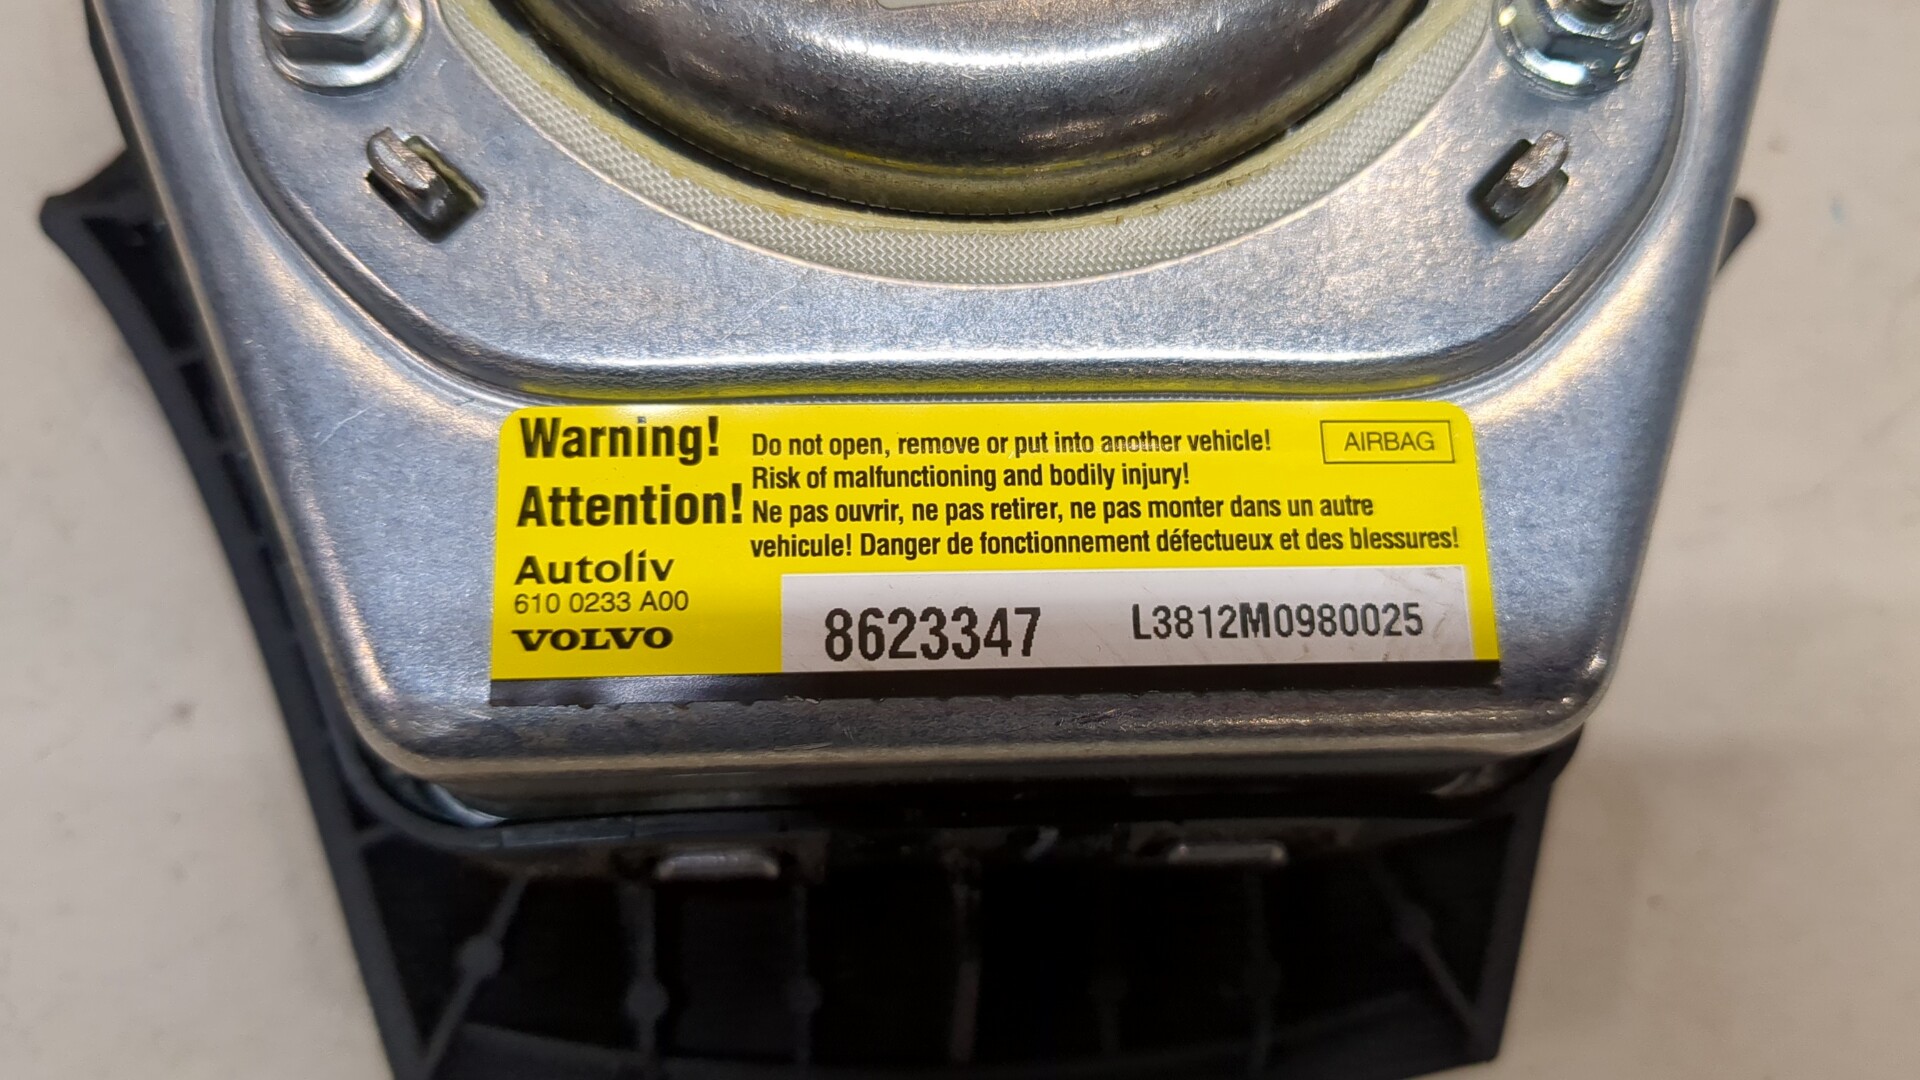 Warning!
Do not open, remove or put into another vehicle!
AIRBAG
Risk of malfunctioning and bodily injury!
Attention!
Ne pas ouvrir, ne pas retirer, ne pas monter dans un autre
vehicule! Danger de fonctionnement défectueux et des blessures!
Autoliv
610 0233 A00
VOLVO
8623347
L3812M0980025